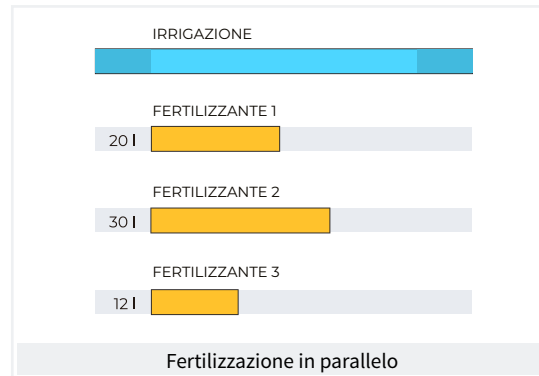 IRRIGAZIONE
FERTILIZZANTE 1
20 l
FERTILIZZANTE 2
30 l
FERTILIZZANTE 3
12 l
Fertilizzazione in parallelo